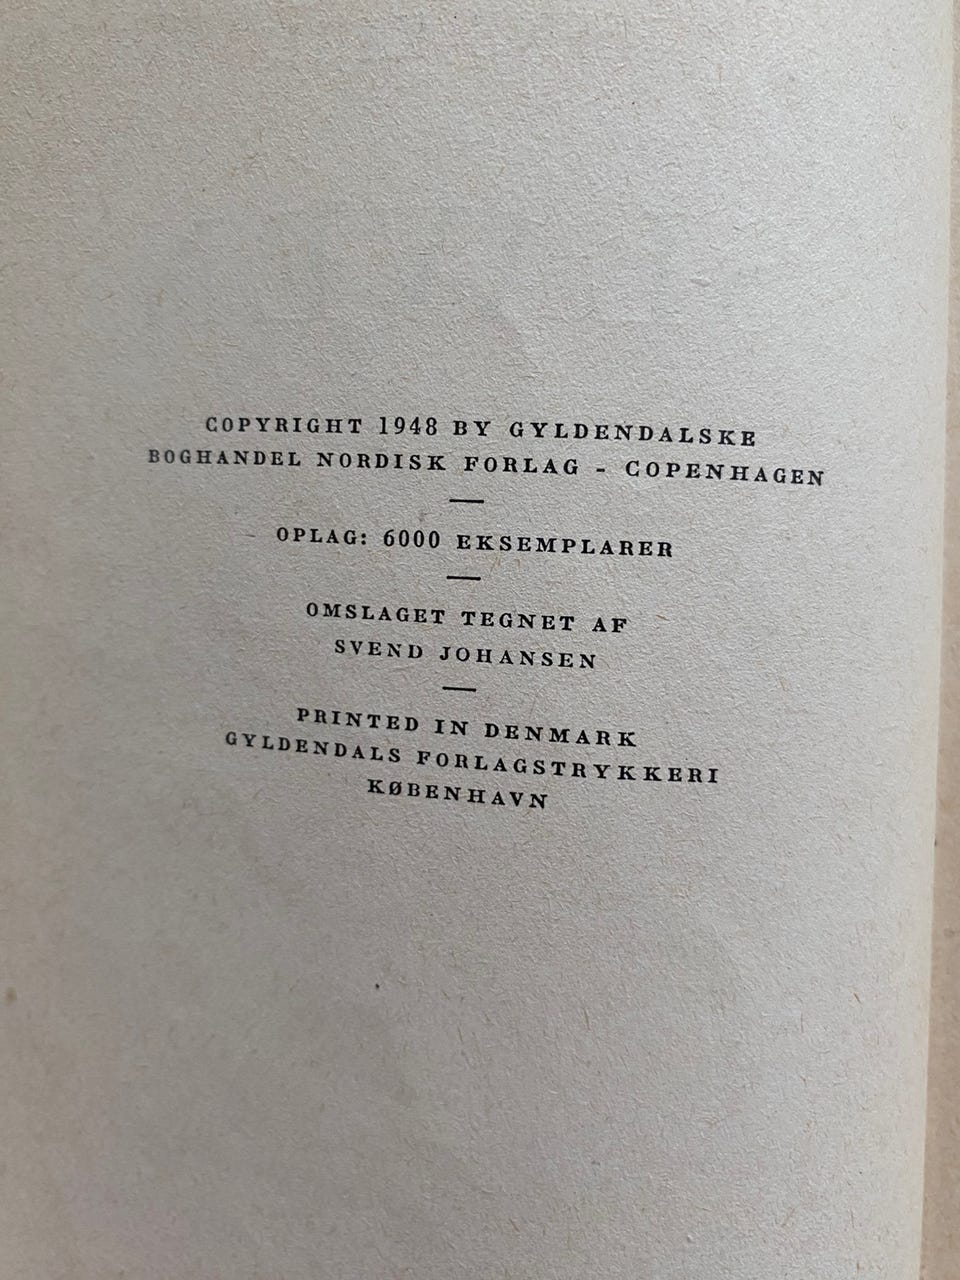 COPYRIGHT 1948 BY GYLDENDALSKE
BOGHANDEL NORDISK FORLAG - COPENHAGEN
OPLAG: 6000 EKSEMPLARER
OMSLAGET TEGNET AF
SVEND JOHANSEN
PRINTED IN DENMARK
GYLDENDALS FORLAGSTRYKKERI
KØBENHAVN